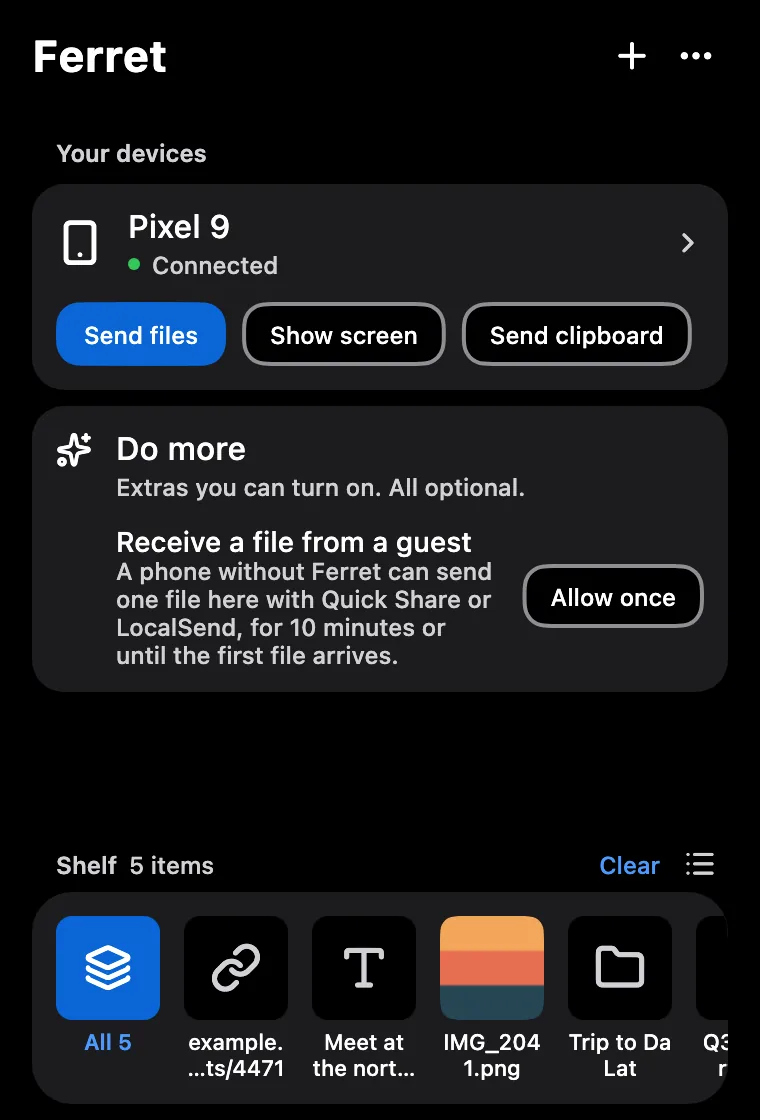 Ferret
Your devices
Pixel 9
Connected
Send files
Show screen
Send clipboard
Do more
Extras you can turn on. All optional.
Receive a file from a guest
A phone without Ferret can send
one file here with Quick Share or
LocalSend, for 10 minutes or
until the first file arrives.
Allow once
Shelf 5 items
Clear
All 5
example.
...ts/4471
Meet at
the nort...
IMG_204
1.png
Trip to Da
Lat